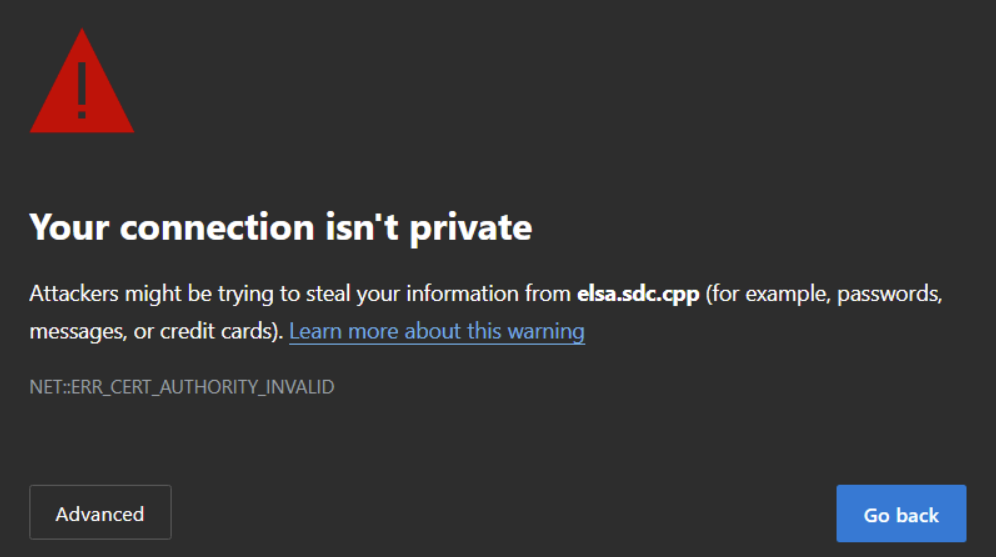 !
Your connection isn't private
Attackers might be trying to steal your information from elsa.sdc.cpp (for example, passwords,
messages, or credit cards). Learn more about this warning
NET::ERR_CERT_AUTHORITY_INVALID
Advanced
Go back